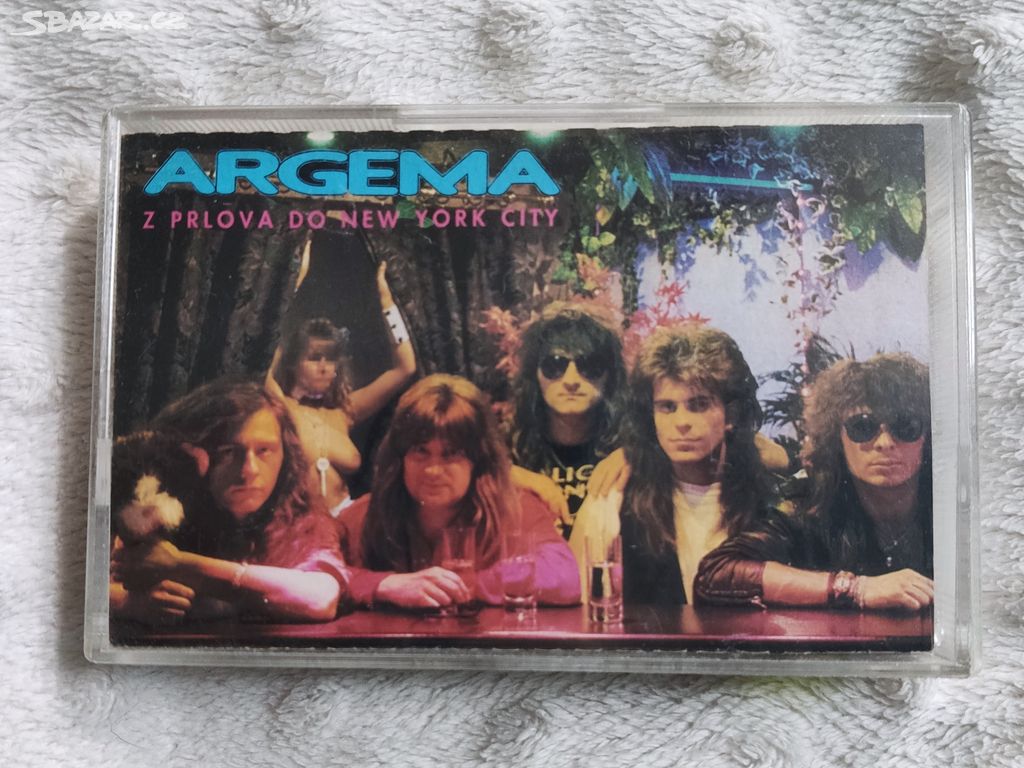 SBAZAR.cz
ARGEMA
Z PRLOVA DO NEW YORK CITY